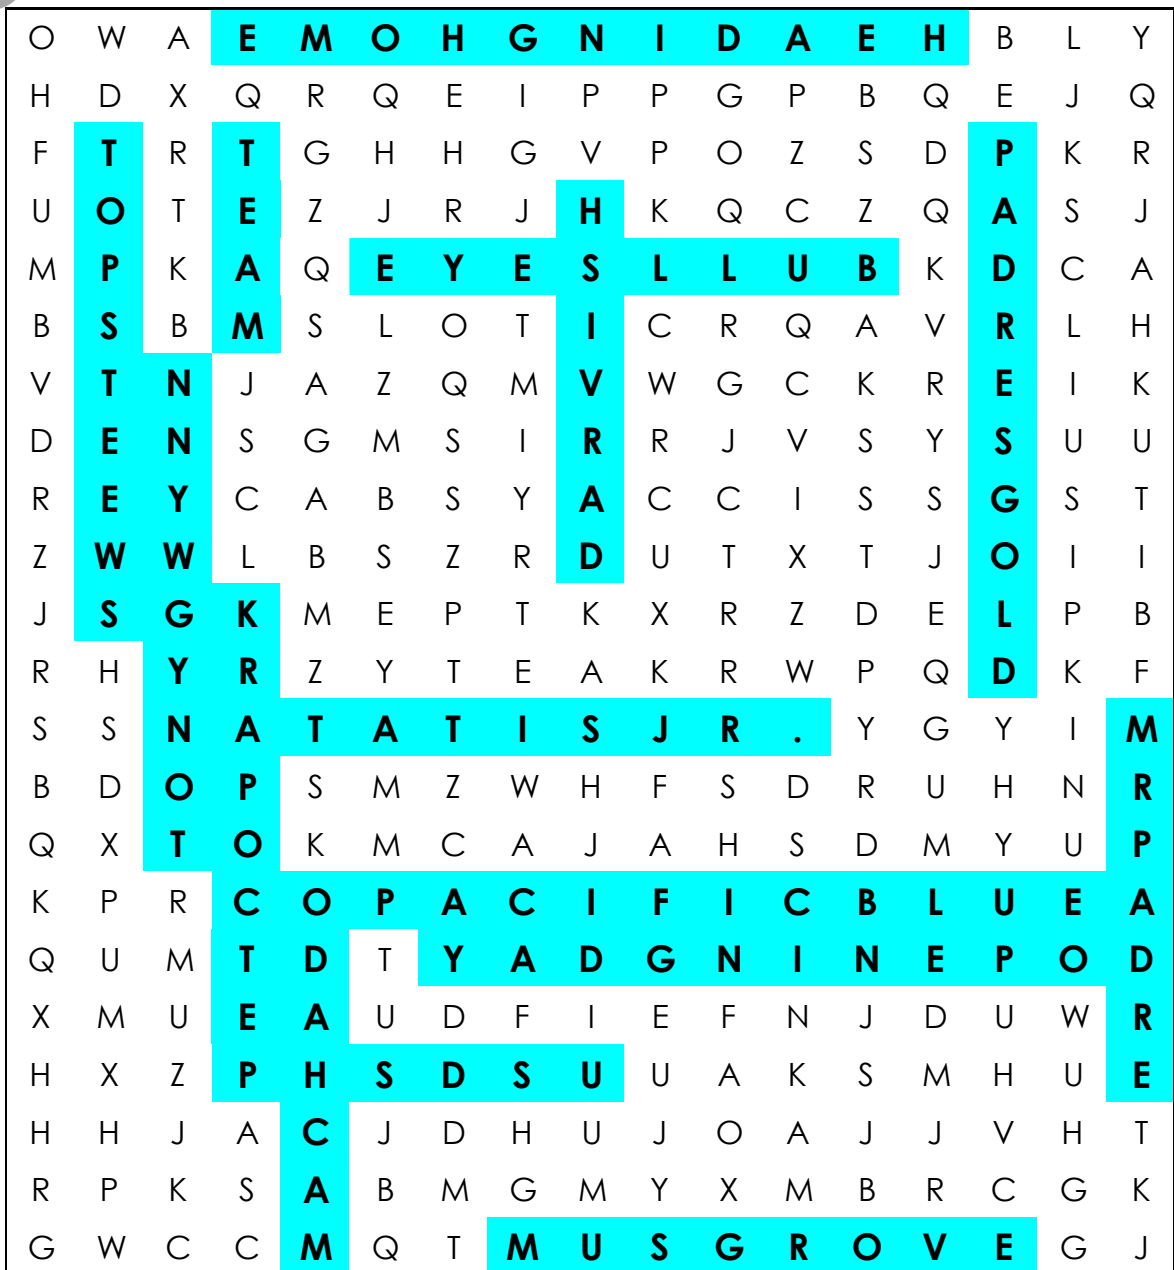 O W A E M O H G N I D A E H B L Y
H D X Q R Q E I P P G P B Q E J Q
F T R T G H H G V P O Z S D P K R
U O T E Z J R J H K Q C Z Q A S J
M P K A Q E Y E S L L U B K D C A
B S B M S L O T I C R Q A V R L H
V T N J A Z Q M V W G C K R E I K
D E N S G M S I R R J V S Y S U U
R E Y C A B S Y A C C I S S G S T
Z W W L B S Z R D U T X T J O I I
J S G K M E P T K X R Z D E L P B
R H Y R Z Y T E A K R W P Q D K F
S S N A T A T I S J R . Y G Y I M
B D O P S M Z W H F S D R U H N R
Q X T O K M C A J A H S D M Y U P
K P R C O P A C I F I C B L U E A
Q U M T D T Y A D G N I N E P O D
X M U E A U D F I E F N J D U W R
H X Z P H S D S U U A K S M H U E
H H J A C J D H U J O A J J V H T
R P K S A B M G M Y X M B R C G K
G W C C M Q T M U S G R O V E G J